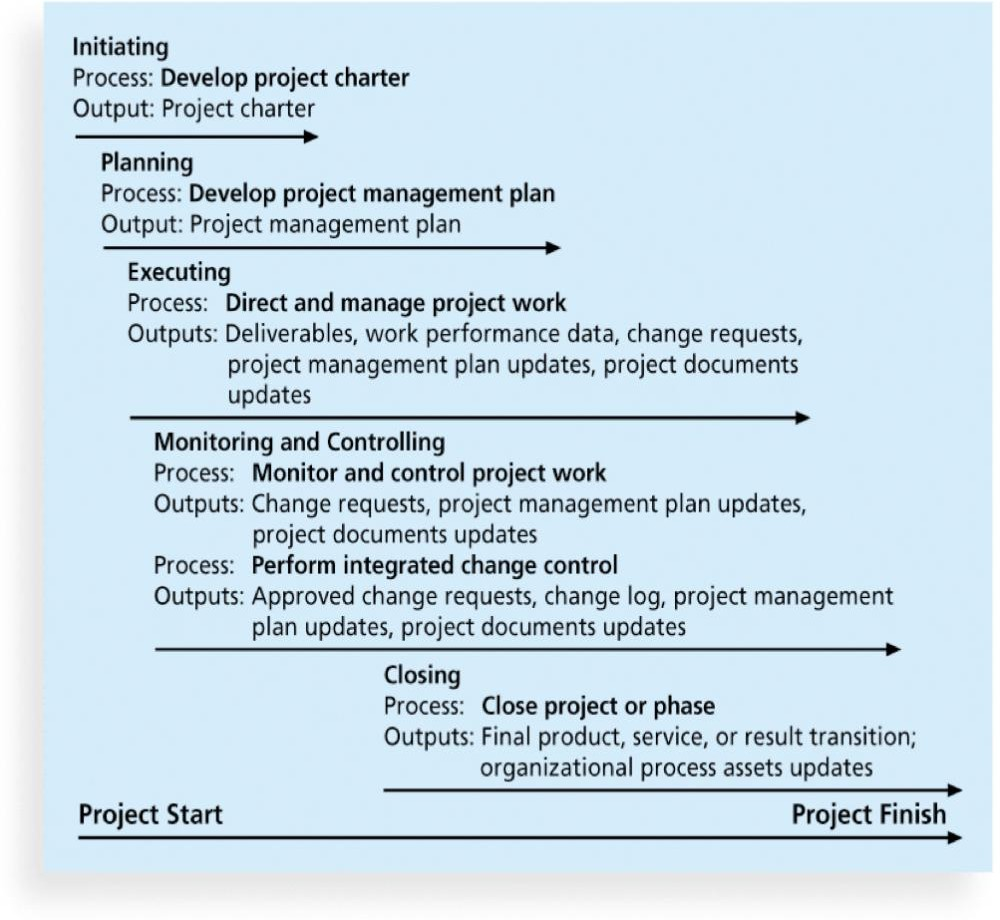 Initiating
Process: Develop project charter
Output: Project charter
Planning
Process: Develop project management plan
Output: Project management plan
Executing
Process: Direct and manage project work
Outputs: Deliverables, work performance data, change requests,
project management plan updates, project documents
updates
Monitoring and Controlling
Process: Monitor and control project work
Outputs: Change requests, project management plan updates,
project documents updates
Process: Perform integrated change control
Outputs: Approved change requests, change log, project management
plan updates, project documents updates
Closing
Process: Close project or phase
Outputs: Final product, service, or result transition;
organizational process assets updates
Project Start Project Finish